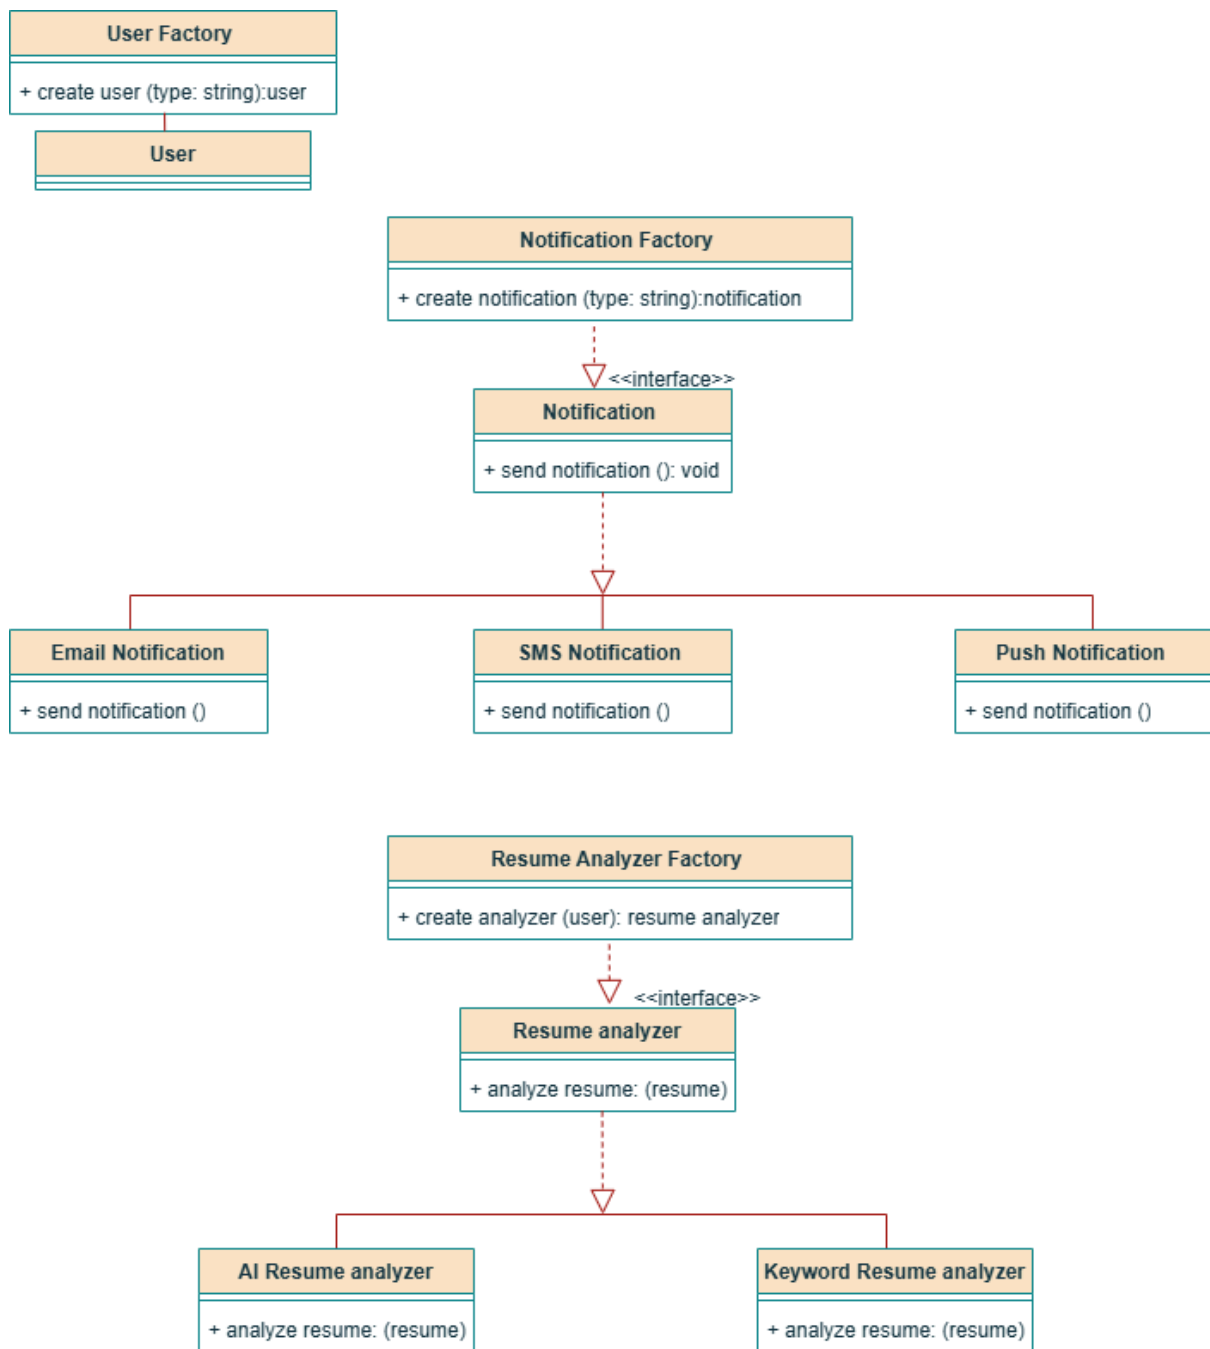 User Factory
+ create user (type: string):user
User
Notification Factory
+ create notification (type: string):notification
<<interface>>
Notification
+ send notification (): void
Email Notification
SMS Notification
Push Notification
+ send notification ()
+ send notification ()
+ send notification ()
Resume Analyzer Factory
+ create analyzer (user): resume analyzer
<<interface>>
Resume analyzer
+ analyze resume: (resume)
AI Resume analyzer
Keyword Resume analyzer
+ analyze resume: (resume)
+ analyze resume: (resume)